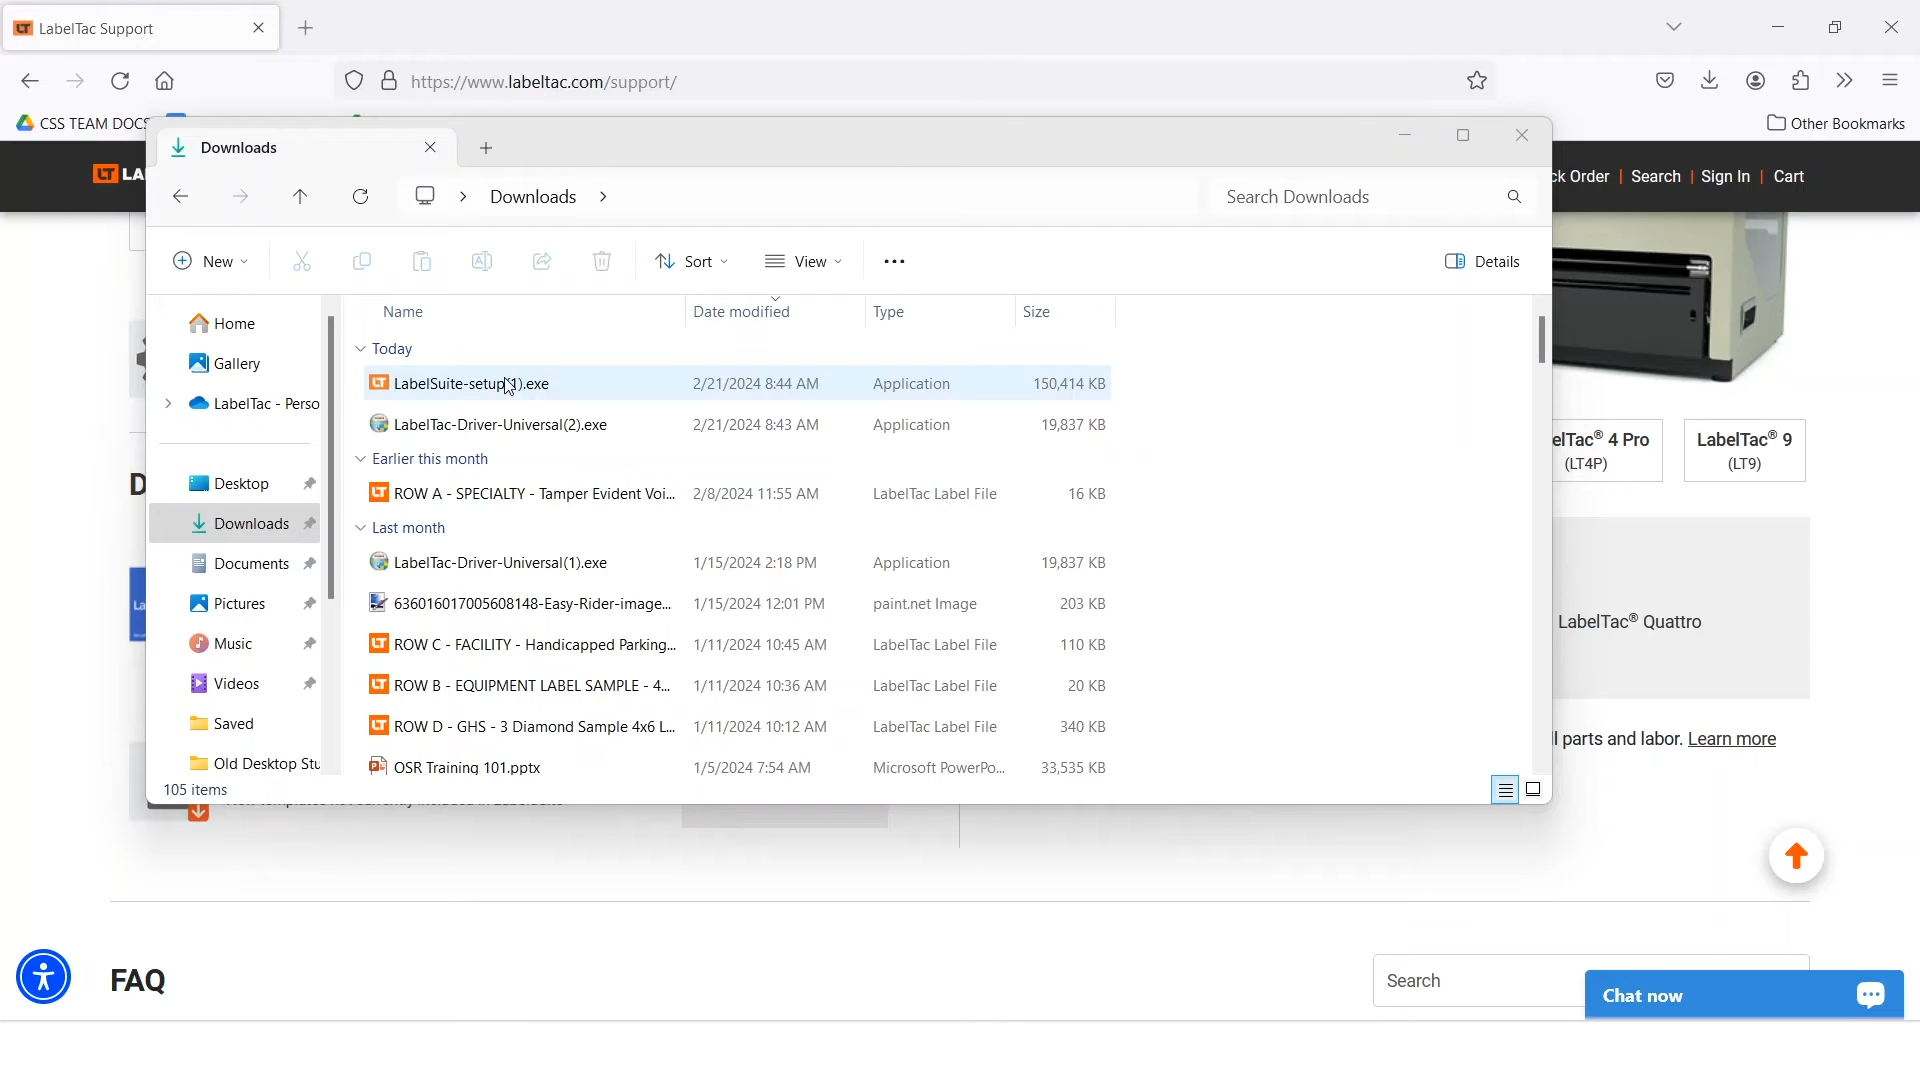 LabelTac Support
https://www.labeltac.com/support/
CSS TEAM DOCS
Other Bookmarks
Downloads
LT LA
ck Order | Search | Sign In | Cart
Downloads
Search Downloads
New
Sort
View
Details
Home
Gallery
LabelTac - Perso
Desktop
Downloads
Documents
Pictures
Music
Videos
Saved
Old Desktop Stu
Name Date modified Type Size
Today
LabelSuite-setup(1).exe 2/21/2024 8:44 AM Application 150,414 KB
LabelTac-Driver-Universal(2).exe 2/21/2024 8:43 AM Application 19,837 KB
Earlier this month
ROW A - SPECIALTY - Tamper Evident Voi... 2/8/2024 11:55 AM LabelTac Label File 16 KB
Last month
LabelTac-Driver-Universal(1).exe 1/15/2024 2:18 PM Application 19,837 KB
636016017005608148-Easy-Rider-image... 1/15/2024 12:01 PM paint.net Image 203 KB
ROW C - FACILITY - Handicapped Parking... 1/11/2024 10:45 AM LabelTac Label File 110 KB
ROW B - EQUIPMENT LABEL SAMPLE - 4... 1/11/2024 10:36 AM LabelTac Label File 20 KB
ROW D - GHS - 3 Diamond Sample 4x6 L... 1/11/2024 10:12 AM LabelTac Label File 340 KB
OSR Training 101.pptx 1/5/2024 7:54 AM Microsoft PowerPo... 33,535 KB
105 items
elTac® 4 Pro
(LT4P)
LabelTac® 9
(LT9)
LabelTac® Quattro
ll parts and labor. Learn more
D
La
FAQ
Search
Chat now